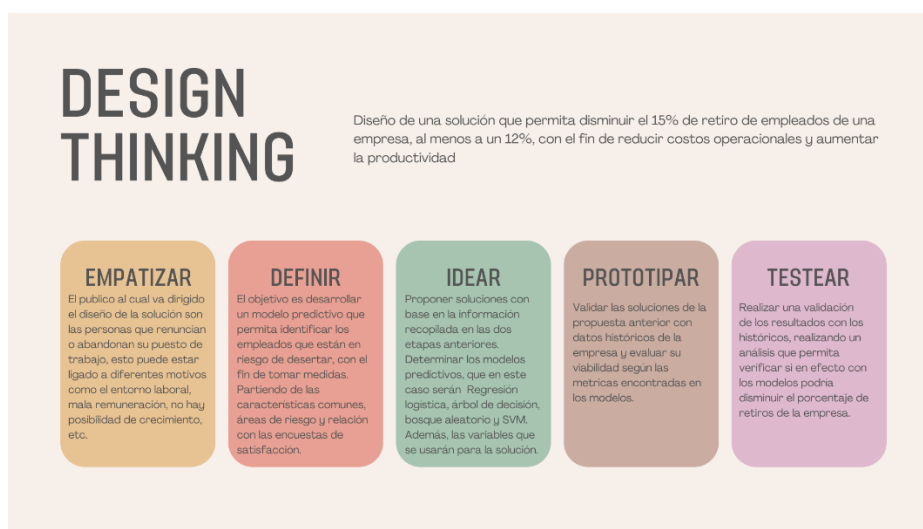 DESIGN
THINKING
Diseño de una solución que permita disminuir el 15% de retiro de empleados de una
empresa, al menos a un 12%, con el fin de reducir costos operacionales y aumentar
la productividad
EMPATIZAR
El publico al cual va dirigido
el diseño de la solución son
las personas que renuncian
o abandonan su puesto de
trabajo, esto puede estar
ligado a diferentes motivos
como el entorno laboral,
mala remuneración, no hay
posibilidad de crecimiento,
etc.
DEFINIR
El objetivo es desarrollar
un modelo predictivo que
permita identificar los
empleados que están en
riesgo de desertar, con el
fin de tomar medidas.
Partiendo de las
características comunes,
áreas de riesgo y relación
con las encuestas de
satisfacción.
IDEAR
Proponer soluciones con
base en la información
recopilada en las dos
etapas anteriores.
Determinar los modelos
predictivos, que en este
caso serán Regresión
logística, árbol de decisión,
bosque aleatorio y SVM.
Además, las variables que
se usarán para la solución.
PROTOTIPAR
Validar las soluciones de la
propuesta anterior con
datos históricos de la
empresa y evaluar su
viabilidad según las
metricas encontradas en
los modelos.
TESTEAR
Realizar una validación
de los resultados con los
históricos, realizando un
análisis que permita
verificar si en efecto con
los modelos podría
disminuir el porcentaje de
retiros de la empresa.